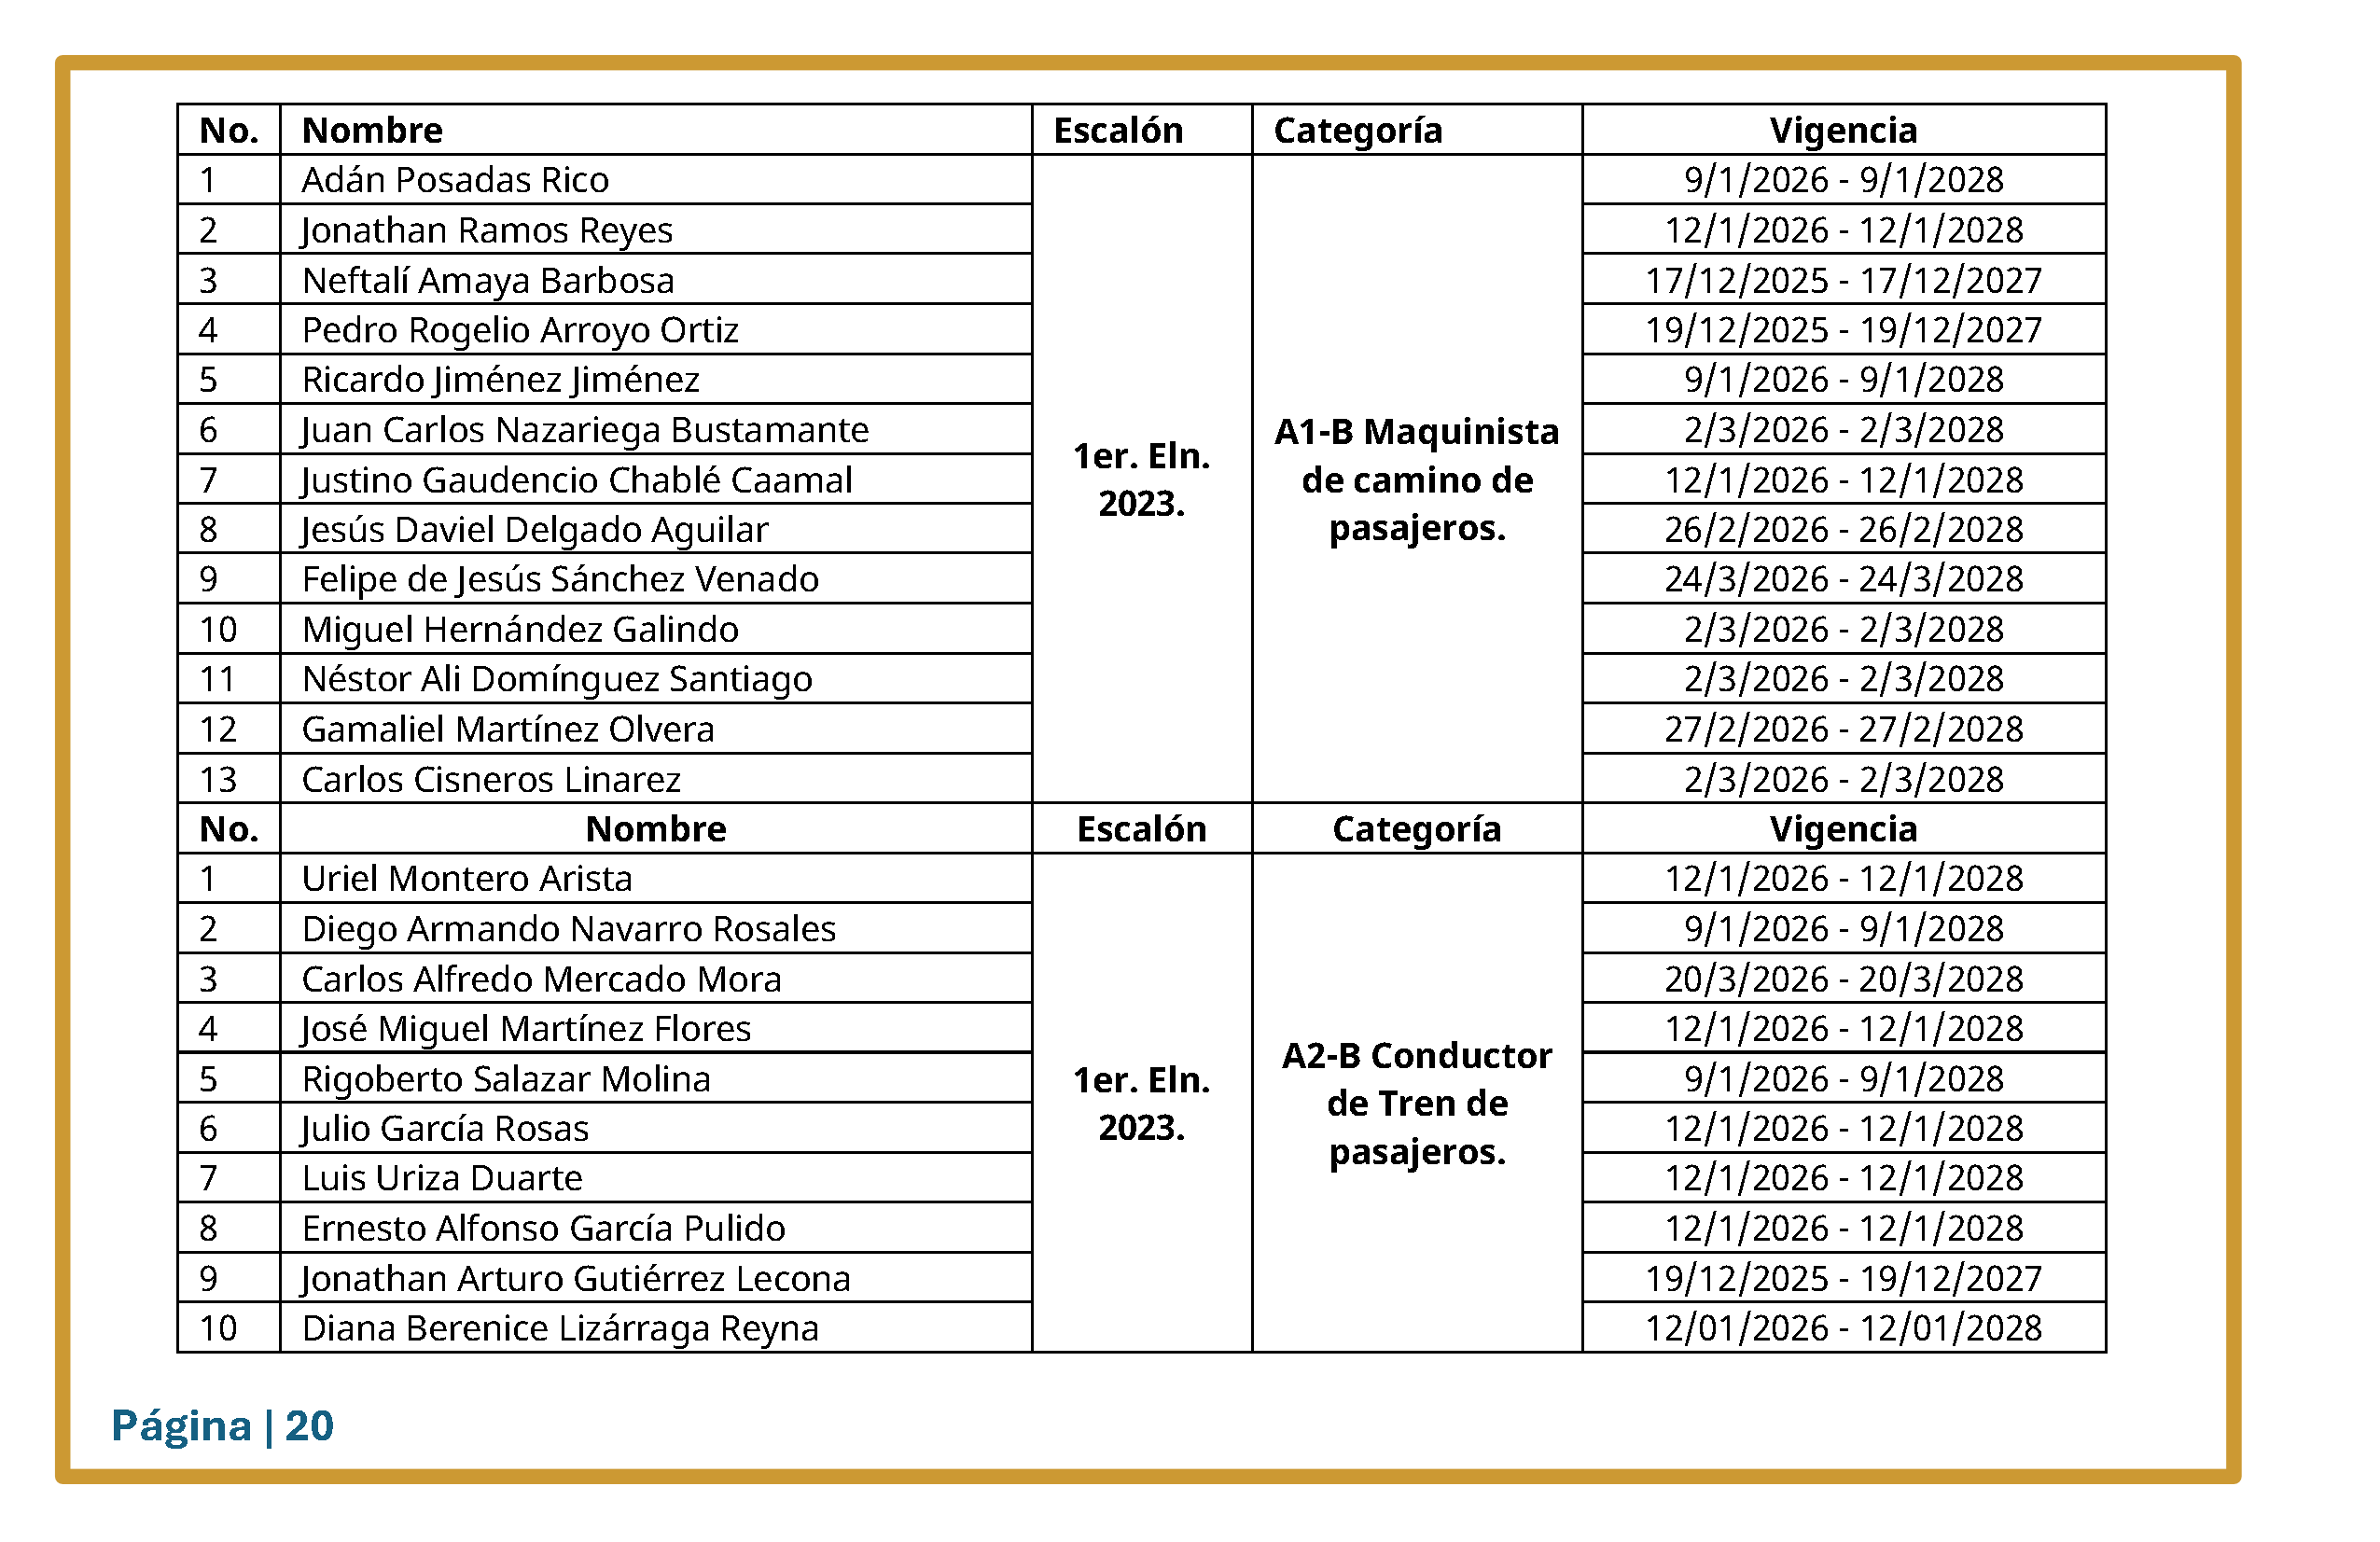 No. Nombre Escalón Categoría Vigencia
1 Adán Posadas Rico 9/1/2026 - 9/1/2028
2 Jonathan Ramos Reyes 12/1/2026 - 12/1/2028
3 Neftalí Amaya Barbosa 17/12/2025 - 17/12/2027
4 Pedro Rogelio Arroyo Ortiz 19/12/2025 - 19/12/2027
5 Ricardo Jiménez Jiménez 9/1/2026 - 9/1/2028
6 Juan Carlos Nazariega Bustamante 2/3/2026 - 2/3/2028
7 Justino Gaudencio Chablé Caamal 12/1/2026 - 12/1/2028
8 Jesús Daviel Delgado Aguilar 26/2/2026 - 26/2/2028
9 Felipe de Jesús Sánchez Venado 24/3/2026 - 24/3/2028
10 Miguel Hernández Galindo 2/3/2026 - 2/3/2028
11 Néstor Ali Domínguez Santiago 2/3/2026 - 2/3/2028
12 Gamaliel Martínez Olvera 27/2/2026 - 27/2/2028
13 Carlos Cisneros Linarez 2/3/2026 - 2/3/2028
1er. Eln.
2023.
A1-B Maquinista
de camino de
pasajeros.
No. Nombre Escalón Categoría Vigencia
1 Uriel Montero Arista 12/1/2026 - 12/1/2028
2 Diego Armando Navarro Rosales 9/1/2026 - 9/1/2028
3 Carlos Alfredo Mercado Mora 20/3/2026 - 20/3/2028
4 José Miguel Martínez Flores 12/1/2026 - 12/1/2028
5 Rigoberto Salazar Molina 9/1/2026 - 9/1/2028
6 Julio García Rosas 12/1/2026 - 12/1/2028
7 Luis Uriza Duarte 12/1/2026 - 12/1/2028
8 Ernesto Alfonso García Pulido 12/1/2026 - 12/1/2028
9 Jonathan Arturo Gutiérrez Lecona 19/12/2025 - 19/12/2027
10 Diana Berenice Lizárraga Reyna 12/01/2026 - 12/01/2028
1er. Eln.
2023.
A2-B Conductor
de Tren de
pasajeros.
Página | 20